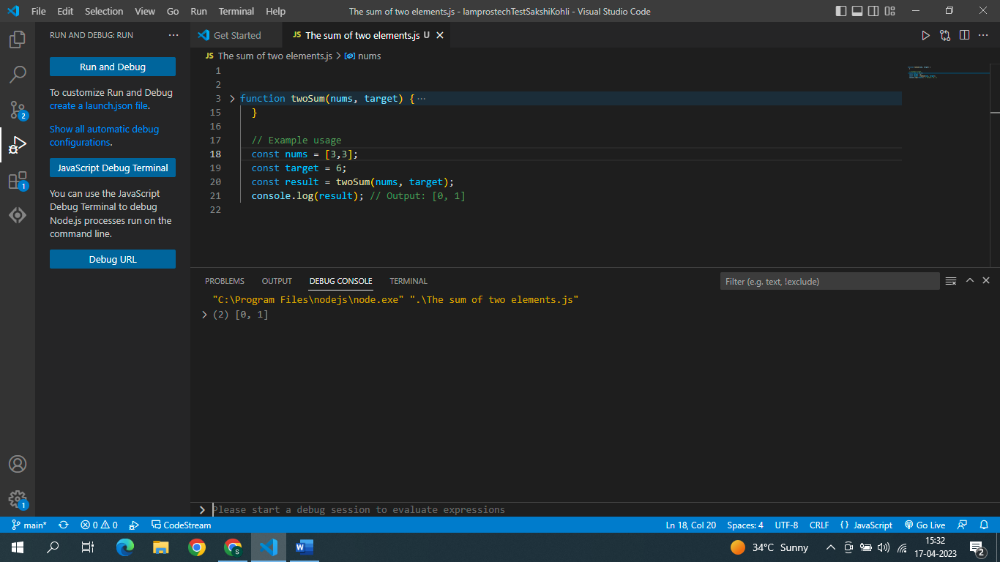 File Edit Selection View Go Run Terminal Help The sum of two elements.js - lamprostechTestSakshiKohli - Visual Studio Code
RUN AND DEBUG: RUN ···
Run and Debug
To customize Run and Debug
create a launch.json file.
Show all automatic debug
configurations.
JavaScript Debug Terminal
You can use the JavaScript
Debug Terminal to debug
Node.js processes run on the
command line.
Debug URL
2
1
1
Get Started JS The sum of two elements.js U
JS The sum of two elements.js > nums
1
2
3 function twoSum(nums, target) {···
15 }
16
17 // Example usage
18 const nums = [3,3];
19 const target = 6;
20 const result = twoSum(nums, target);
21 console.log(result); // Output: [0, 1]
22
PROBLEMS OUTPUT DEBUG CONSOLE TERMINAL Filter (e.g. text, !exclude)
"C:\Program Files\nodejs\node.exe" ".\The sum of two elements.js"
> (2) [0, 1]
Please start a debug session to evaluate expressions
main* 0 0 CodeStream Ln 18, Col 20 Spaces: 4 UTF-8 CRLF {} JavaScript Go Live
34°C Sunny 15:32
17-04-2023 2